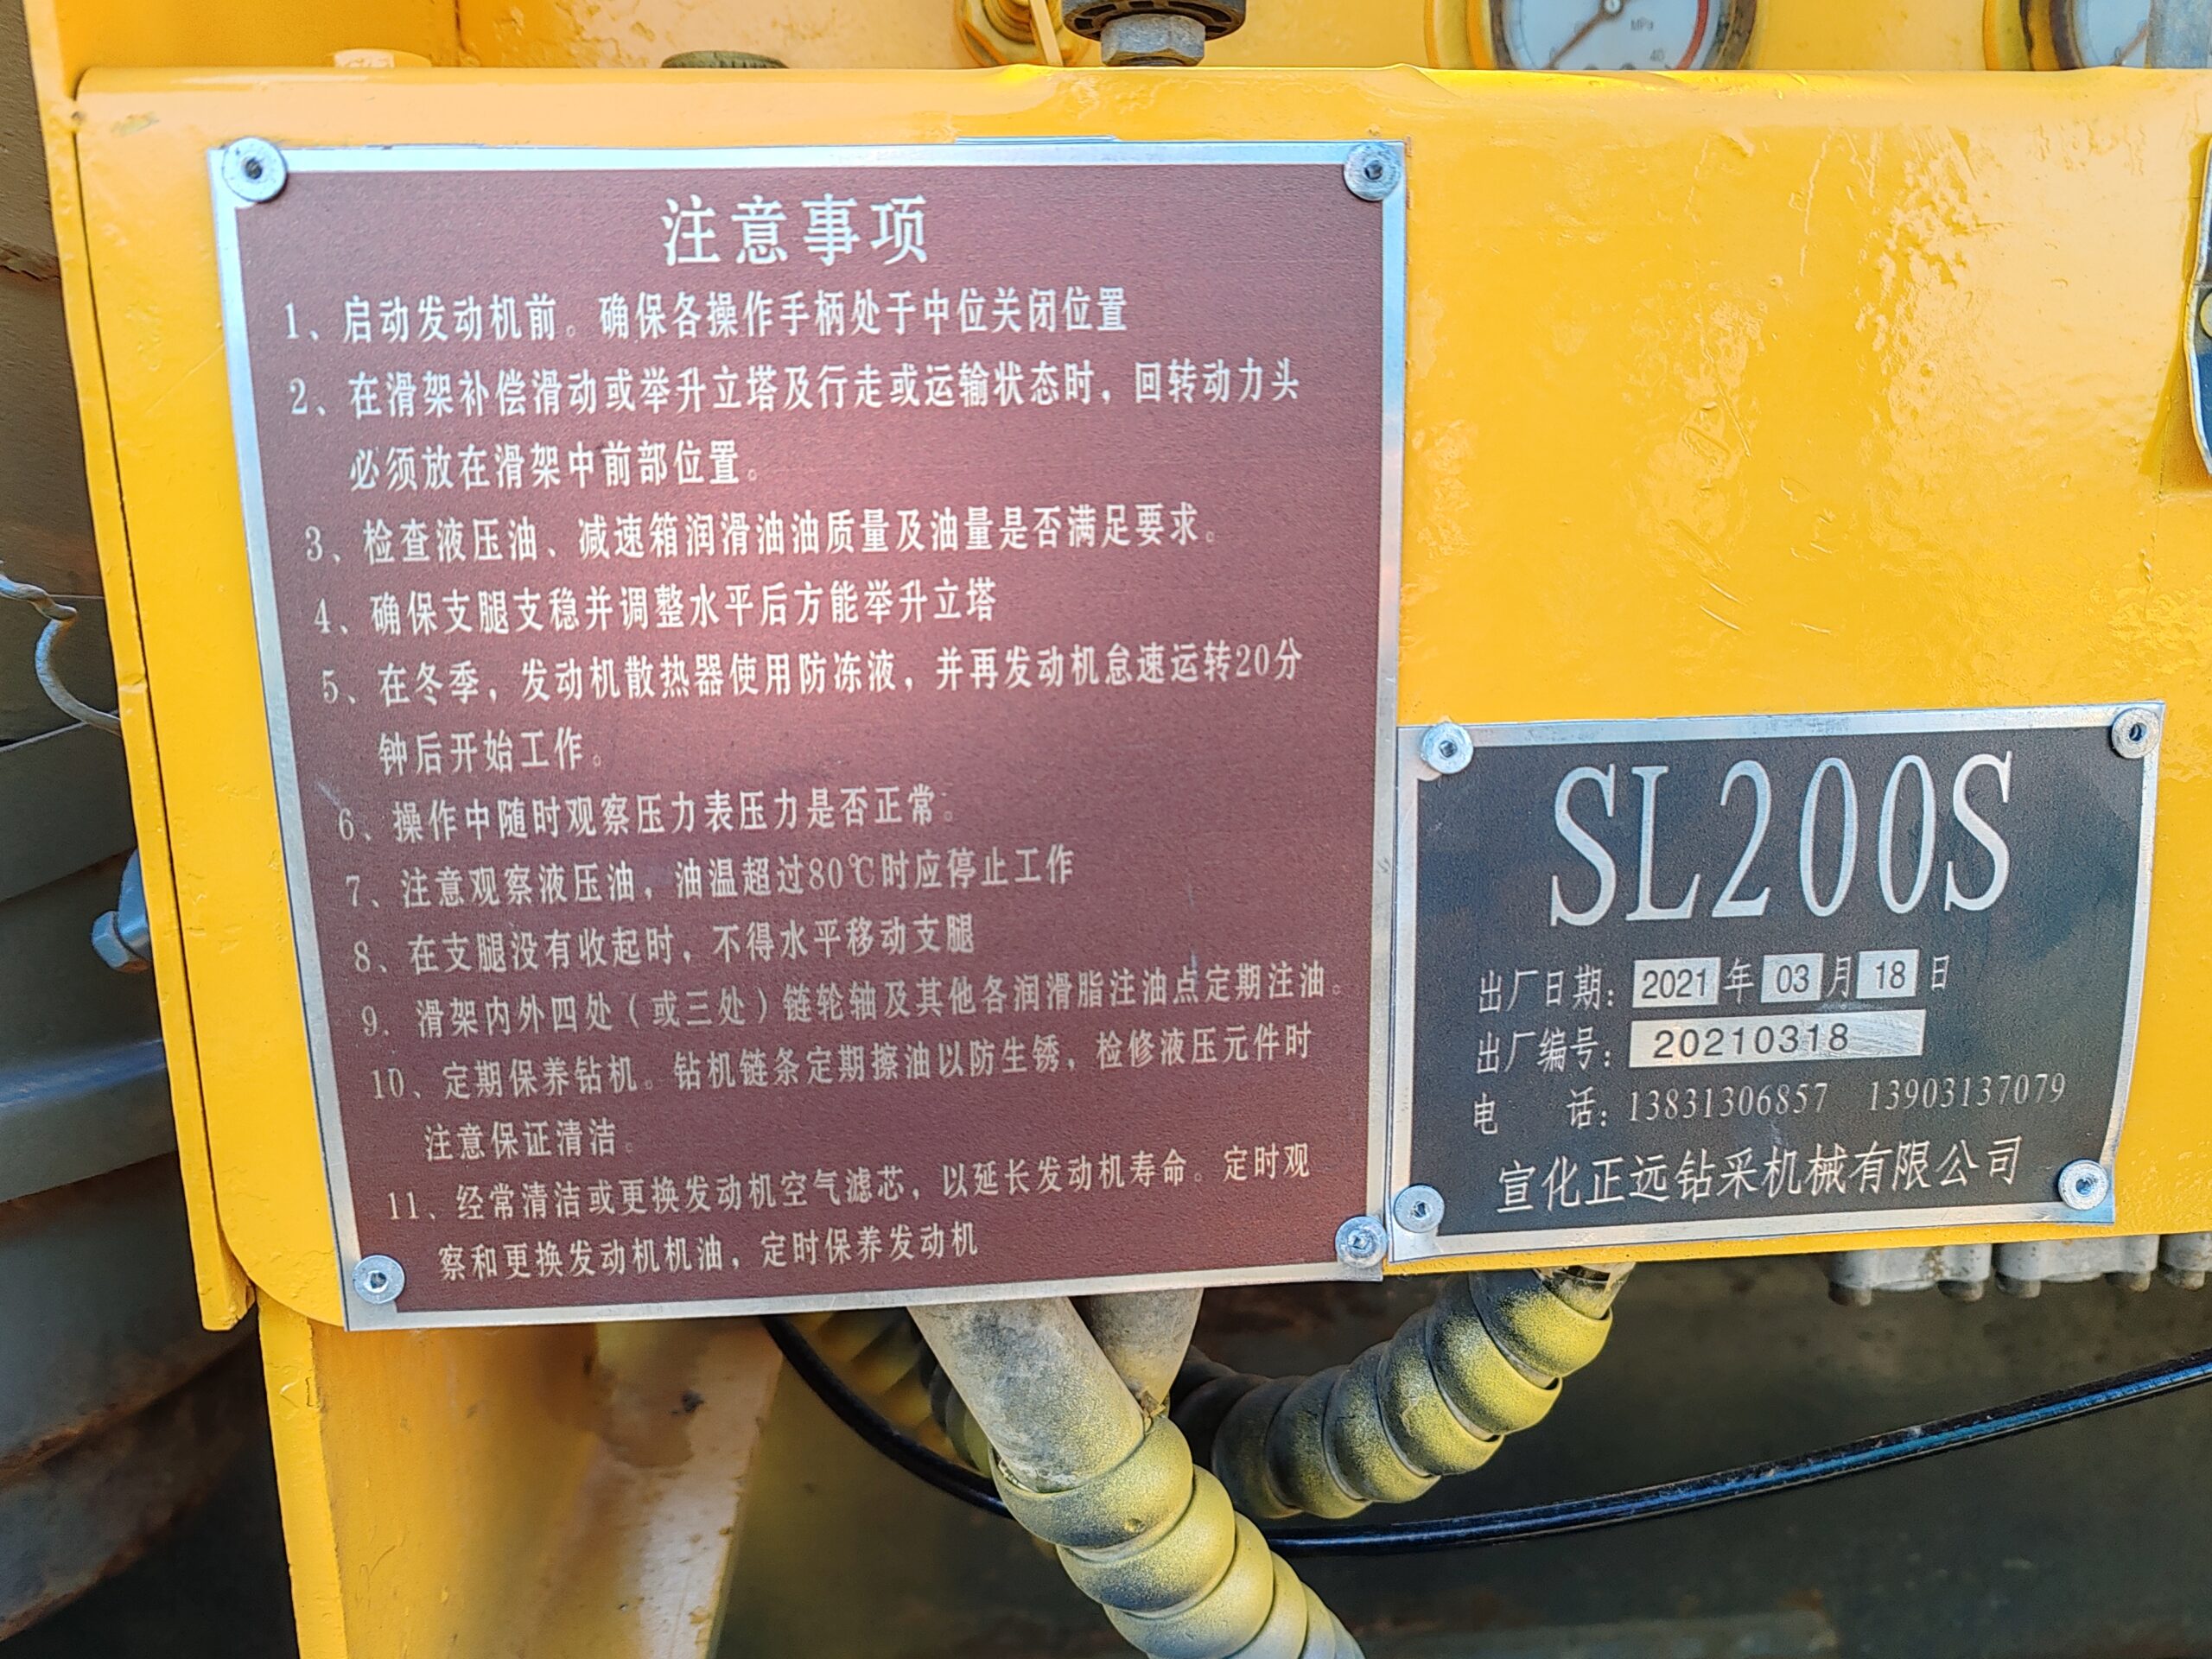 MPa
40
注意事项
1、启动发动机前。确保各操作手柄处于中位关闭位置
2、在滑架补偿滑动或举升立塔及行走或运输状态时，回转动力头
必须放在滑架中前部位置。
3、检查液压油、减速箱润滑油油质量及油量是否满足要求。
4、确保支腿支稳并调整水平后方能举升立塔
5、在冬季，发动机散热器使用防冻液，并再发动机怠速运转20分
钟后开始工作。
6、操作中随时观察压力表压力是否正常。
7、注意观察液压油，油温超过80℃时应停止工作
8、在支腿没有收起时，不得水平移动支腿
9. 滑架内外四处（或三处）链轮轴及其他各润滑脂注油点定期注油。
10、定期保养钻机。钻机链条定期擦油以防生锈，检修液压元件时
注意保证清洁。
11、经常清洁或更换发动机空气滤芯，以延长发动机寿命。定时观
察和更换发动机机油，定时保养发动机
SL200S
出厂日期：2021年03月18日
出厂编号：20210318
电 话：13831306857 13903137079
宣化正远钻采机械有限公司